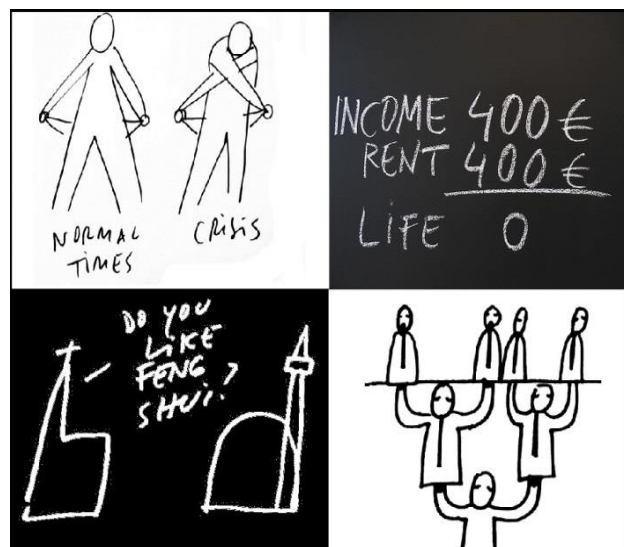 NORMAL
TIMES
CRISIS
INCOME 400 €
RENT 400 €
LIFE 0
DO YOU
LIKE
FENG
SHUI?